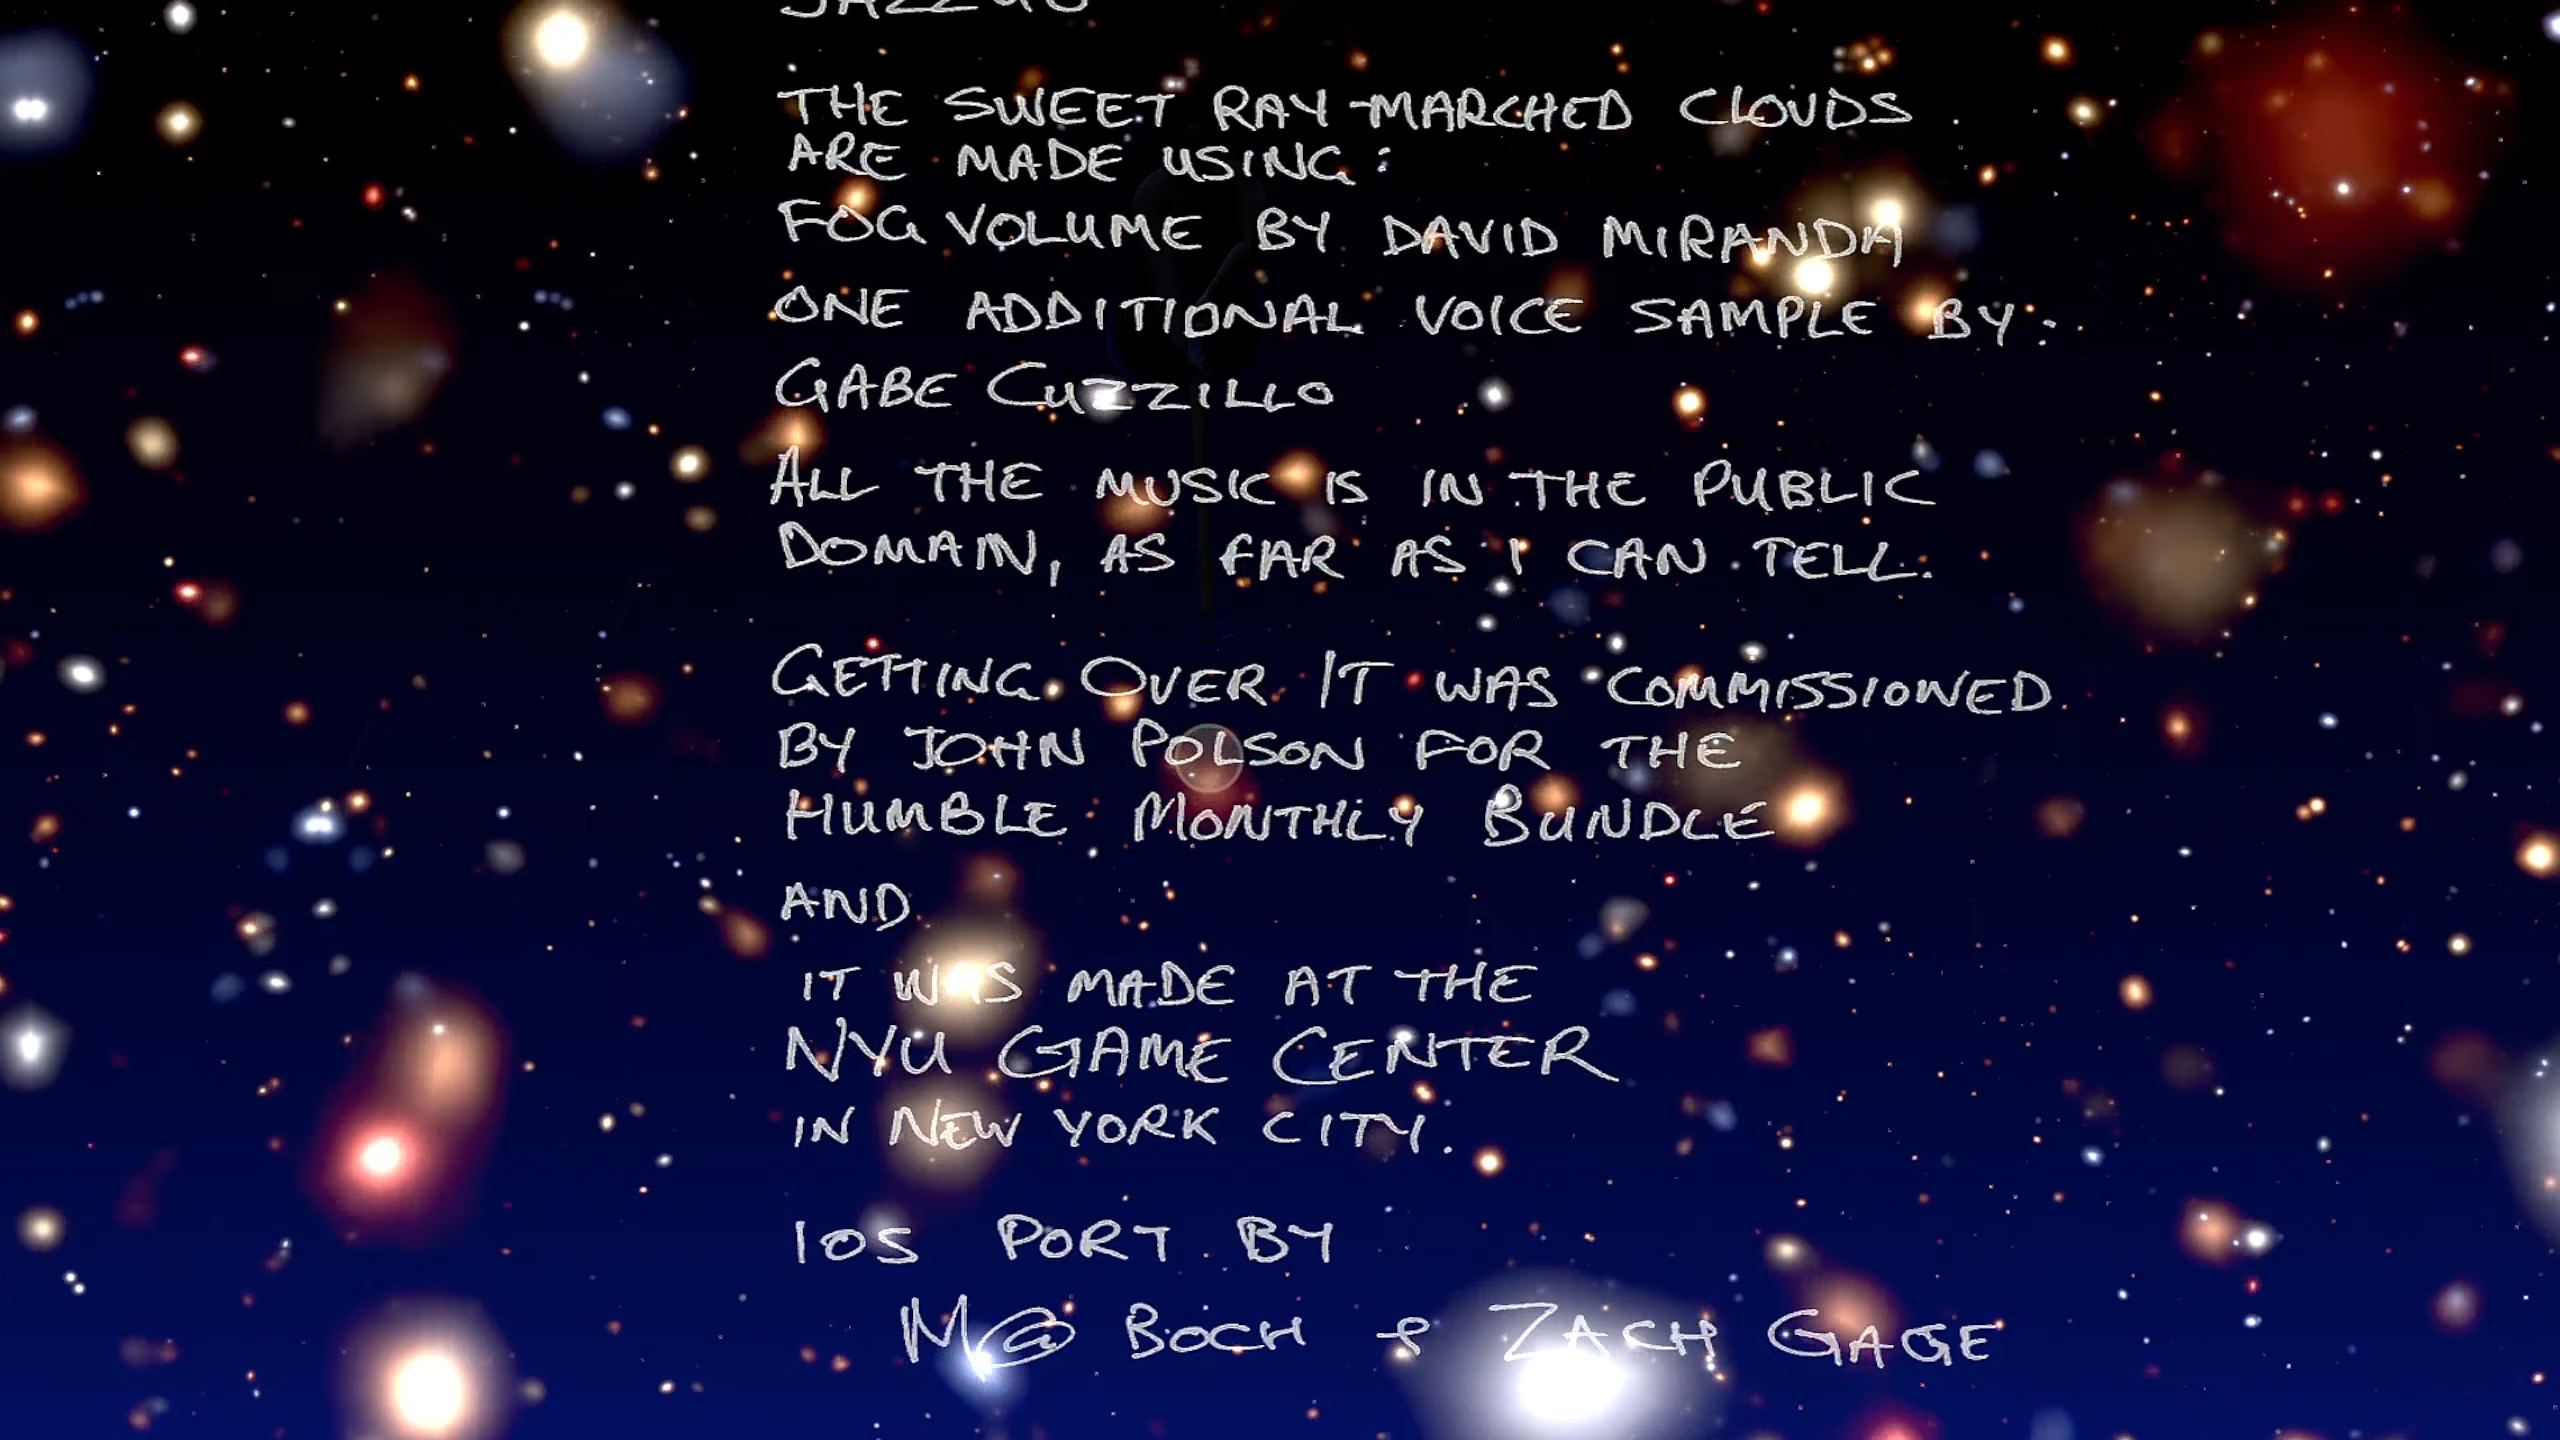 THE SWEET RAY-MARCHED CLOUDS
ARE MADE USING:
FOG VOLUME BY DAVID MIRANDA
ONE ADDITIONAL VOICE SAMPLE BY:
GABE CUZZILLO
ALL THE MUSIC IS IN THE PUBLIC
DOMAIN, AS FAR AS I CAN TELL.
GETTING OVER IT WAS COMMISSIONED
BY JOHN POLSON FOR THE
HUMBLE MONTHLY BUNDLE
AND
IT WAS MADE AT THE
NYU GAME CENTER
IN NEW YORK CITY.
IOS PORT BY
M@ BOCH & ZACH GAGE